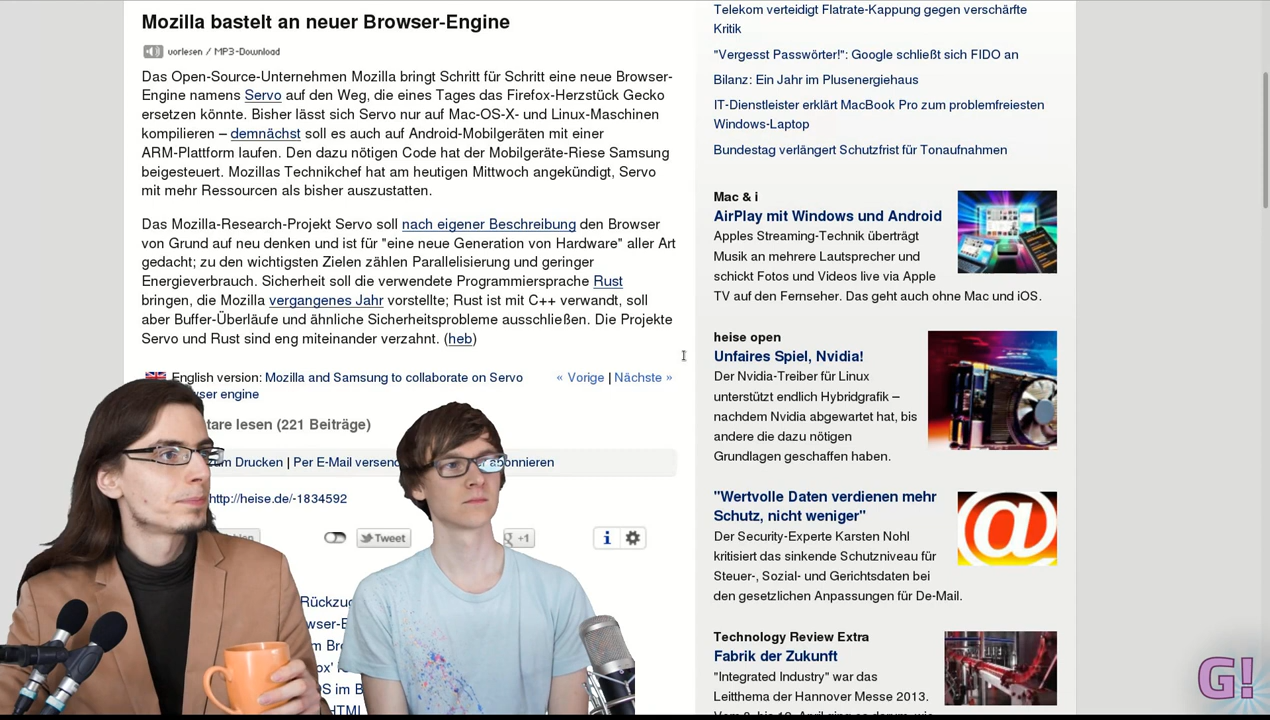 Mozilla bastelt an neuer Browser-Engine
vorlesen / MP3-Download
Das Open-Source-Unternehmen Mozilla bringt Schritt für Schritt eine neue Browser-
Engine namens Servo auf den Weg, die eines Tages das Firefox-Herzstück Gecko
ersetzen könnte. Bisher lässt sich Servo nur auf Mac-OS-X- und Linux-Maschinen
kompilieren – demnächst soll es auch auf Android-Mobilgeräten mit einer
ARM-Plattform laufen. Den dazu nötigen Code hat der Mobilgeräte-Riese Samsung
beigesteuert. Mozillas Technikchef hat am heutigen Mittwoch angekündigt, Servo
mit mehr Ressourcen als bisher auszustatten.
Das Mozilla-Research-Projekt Servo soll nach eigener Beschreibung den Browser
von Grund auf neu denken und ist für "eine neue Generation von Hardware" aller Art
gedacht; zu den wichtigsten Zielen zählen Parallelisierung und geringer
Energieverbrauch. Sicherheit soll die verwendete Programmiersprache Rust
bringen, die Mozilla vergangenes Jahr vorstellte; Rust ist mit C++ verwandt, soll
aber Buffer-Überläufe und ähnliche Sicherheitsprobleme ausschließen. Die Projekte
Servo und Rust sind eng miteinander verzahnt. (heb)
English version: Mozilla and Samsung to collaborate on Servo
engine
« Vorige | Nächste »
lesen (221 Beiträge)
zum Drucken | Per E-Mail abonnieren
http://heise.de/-1834592
Tweet
+1
Telekom verteidigt Flatrate-Kappung gegen verschärfte
Kritik
"Vergesst Passwörter!": Google schließt sich FIDO an
Bilanz: Ein Jahr im Plusenergiehaus
IT-Dienstleister erklärt MacBook Pro zum problemfreiesten
Windows-Laptop
Bundestag verlängert Schutzfrist für Tonaufnahmen
Mac & i
AirPlay mit Windows und Android
Apples Streaming-Technik überträgt
Musik an mehrere Lautsprecher und
schickt Fotos und Videos live via Apple
TV auf den Fernseher. Das geht auch ohne Mac und iOS.
heise open
Unfaires Spiel, Nvidia!
Der Nvidia-Treiber für Linux
unterstützt endlich Hybridgrafik –
nachdem Nvidia abgewartet hat, bis
andere die dazu nötigen
Grundlagen geschaffen haben.
"Wertvolle Daten verdienen mehr
Schutz, nicht weniger"
Der Security-Experte Karsten Nohl
kritisiert das sinkende Schutzniveau für
Steuer-, Sozial- und Gerichtsdaten bei
den gesetzlichen Anpassungen für De-Mail.
Technology Review Extra
Fabrik der Zukunft
"Integrated Industry" war das
Leitthema der Hannover Messe 2013.
G!